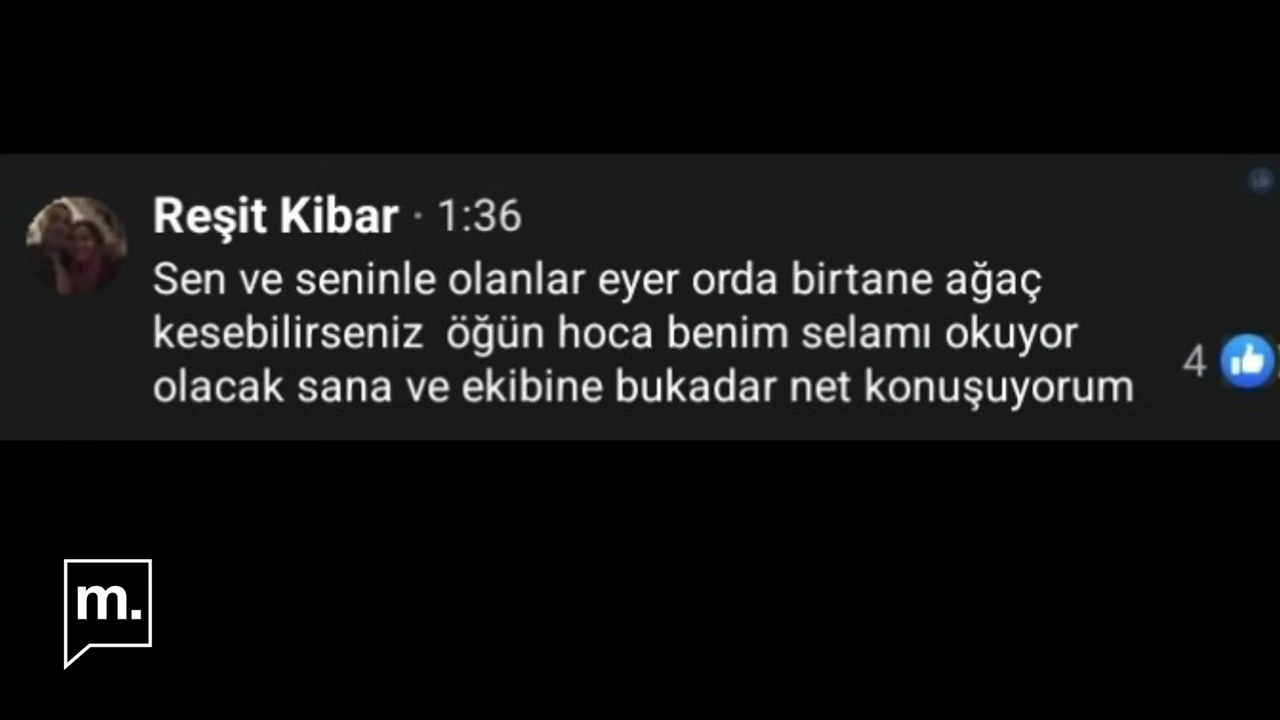 Reşit Kibar · 1:36
Sen ve seninle olanlar eyer orda birtane ağaç
kesebilirseniz öğün hoca benim selamı okuyor
olacak sana ve ekibine bukadar net konuşuyorum
4
m.